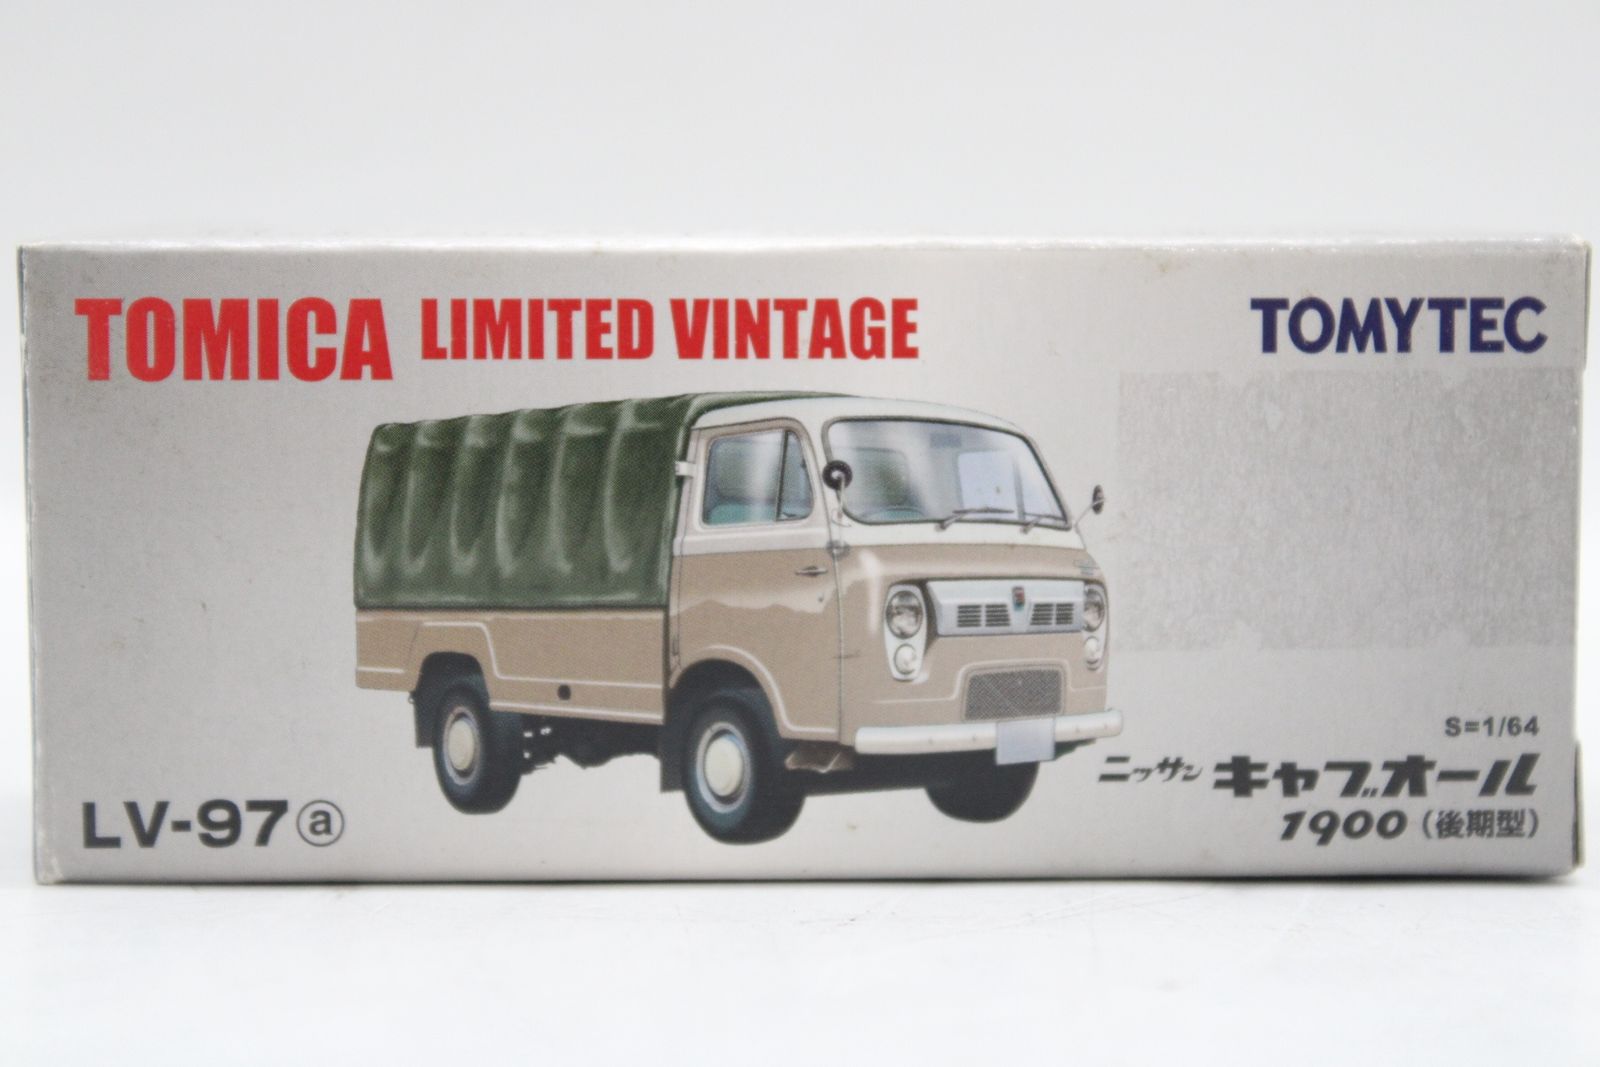 TOMICA LIMITED VINTAGE
TOMYTEC
S=1/64
ニッサン キャブオール
1900（後期型）
LV-97ⓐ